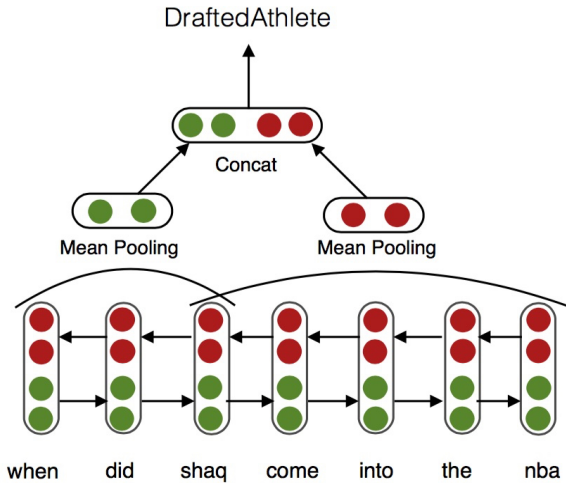 DraftedAthlete
Concat
Mean Pooling Mean Pooling
when did shaq come into the nba